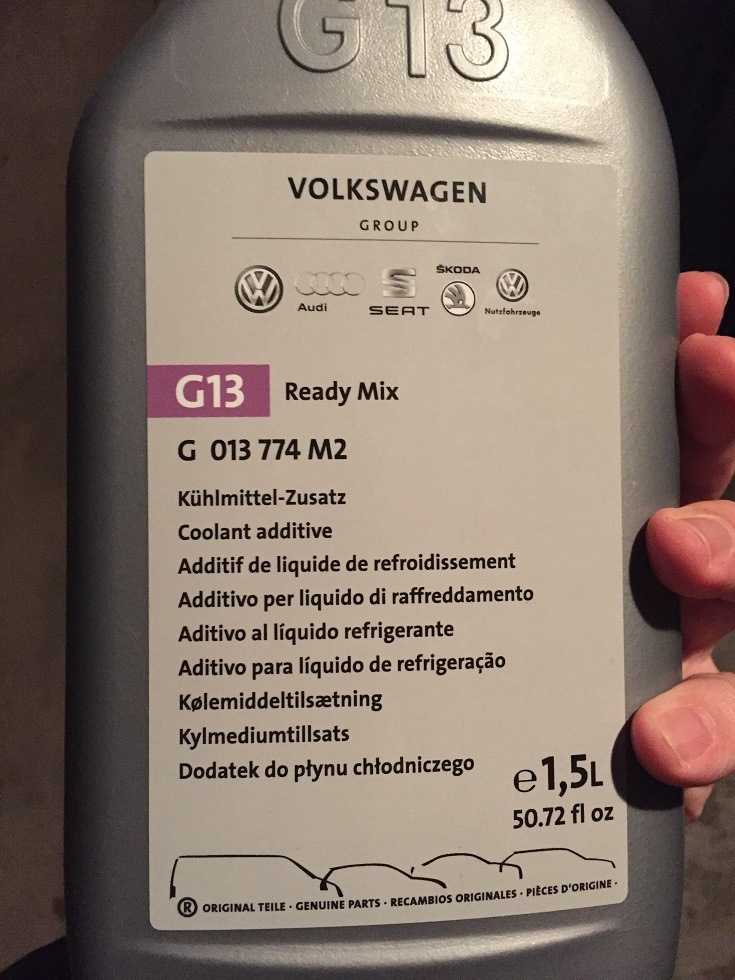 G13
VOLKSWAGEN
GROUP
ŠKODA
Audi
SEAT
Nutzfahrzeuge
G13 Ready Mix
G 013 774 M2
Kühlmittel-Zusatz
Coolant additive
Additif de liquide de refroidissement
Additivo per liquido di raffreddamento
Aditivo al líquido refrigerante
Aditivo para líquido de refrigeração
Kølemiddeltilsætning
Kylmediumtillsats
Dodatek do płynu chłodniczego
e 1,5L
50.72 fl oz
® ORIGINAL TEILE · GENUINE PARTS · RECAMBIOS ORIGINALES · PIÈCES D'ORIGINE ·